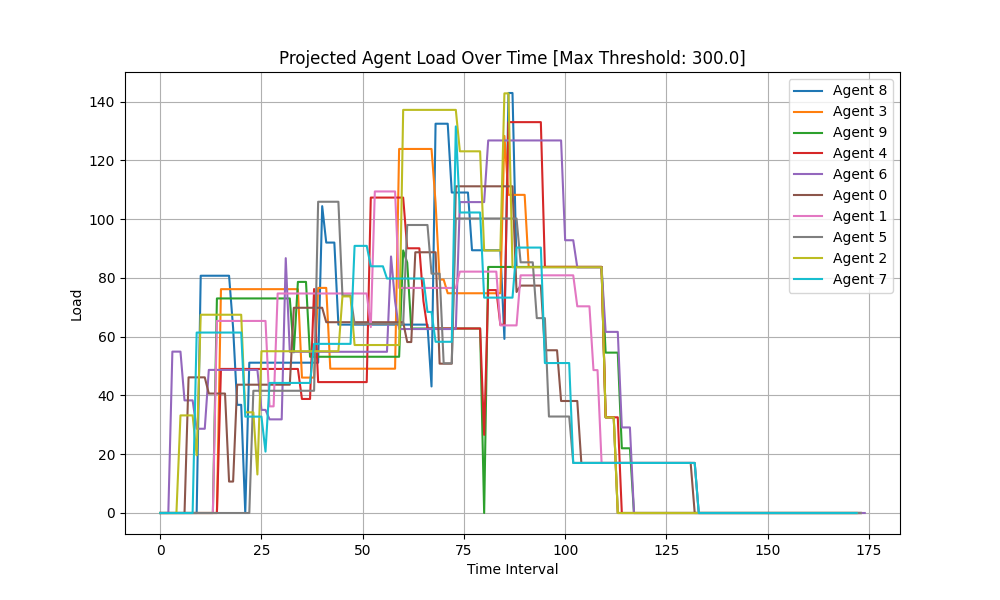 Projected Agent Load Over Time [Max Threshold: 300.0]
Load
140
120
100
80
60
40
20
0
0 25 50 75 100 125 150 175
Time Interval
Agent 8
Agent 3
Agent 9
Agent 4
Agent 6
Agent 0
Agent 1
Agent 5
Agent 2
Agent 7